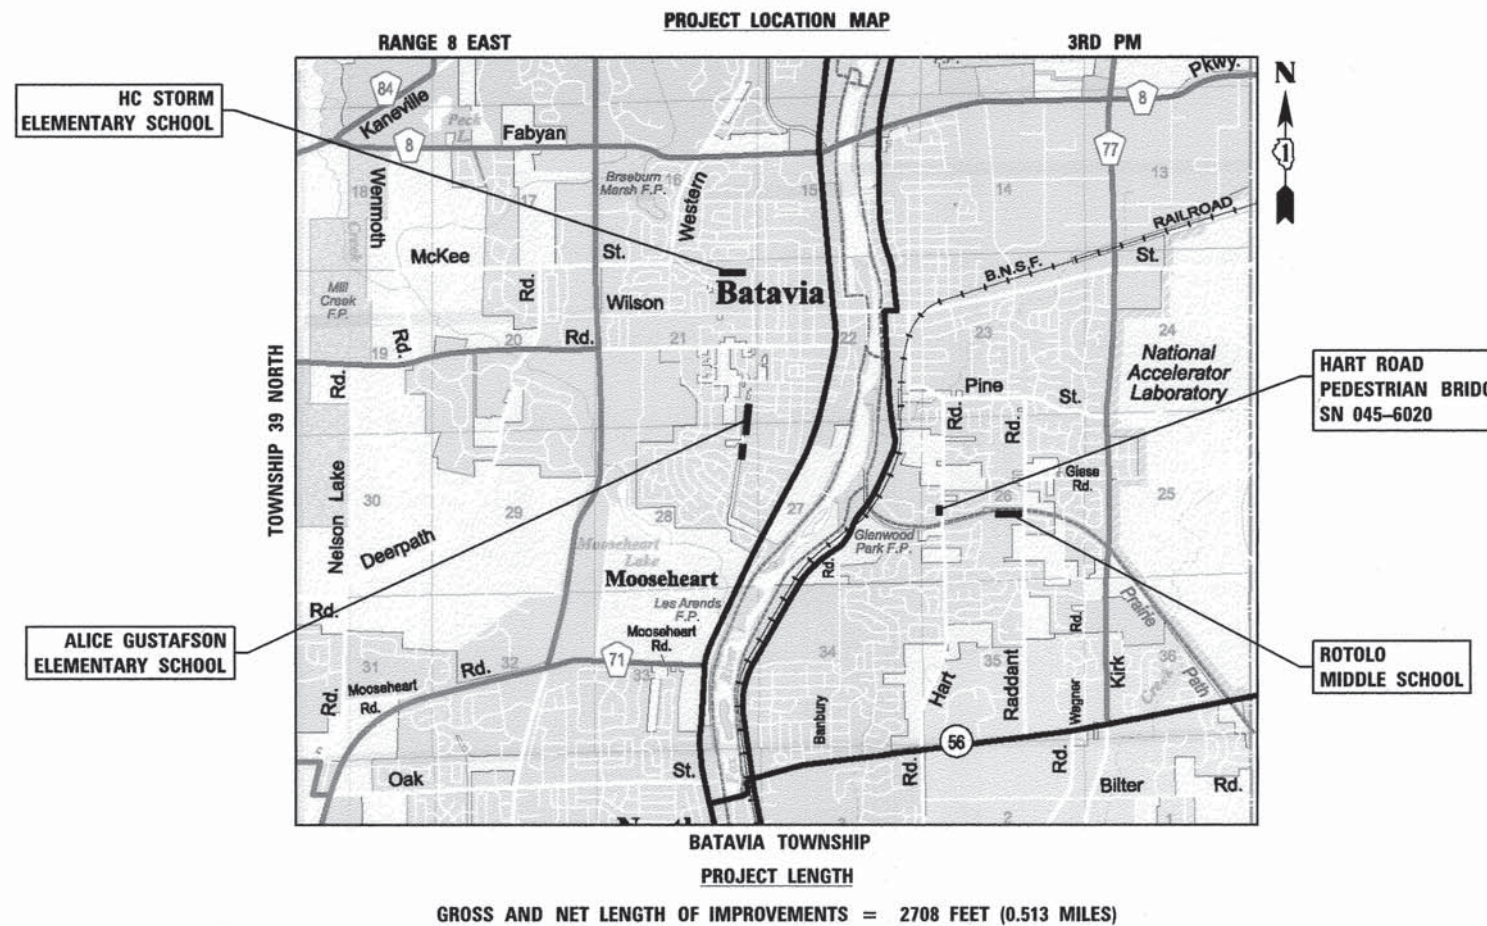 PROJECT LOCATION MAP
RANGE 8 EAST
3RD PM
HC STORM
ELEMENTARY SCHOOL
84
Kaneville
8
Peck
L.
Fabyan
8
Pkwy.
N
1
77
18
Wenmoth
17
Braeburn
Marsh F.P.
16
Western
15
14
13
Creek
McKee
St.
RAILROAD
B.N.S.F.
St.
Mill
Creek
F.P.
Rd.
Wilson
Batavia
19
Rd.
20
Rd.
21
22
23
24
National
Accelerator
Laboratory
HART ROAD
PEDESTRIAN BRIDG
SN 045-6020
Rd.
Pine
St.
Rd.
Rd.
TOWNSHIP 39 NORTH
Nelson Lake
30
29
28
27
26
Giese
Rd.
25
Deerpath
Mooseheart
Lake
Glenwood
Park F.P.
Rd.
Mooseheart
Les Arends
F.P.
Prairie
Path
Rd.
ALICE GUSTAFSON
ELEMENTARY SCHOOL
Mooseheart
Rd.
71
31
32
33
34
35
36
Rd.
Mooseheart
Rd.
Rd.
Banbury
Hart
Raddant
Wagner
Rd.
Kirk
Creek
ROTOLO
MIDDLE SCHOOL
56
Oak
St.
Rd.
Rd.
Bilter
Rd.
3
2
1
BATAVIA TOWNSHIP
PROJECT LENGTH
GROSS AND NET LENGTH OF IMPROVEMENTS = 2708 FEET (0.513 MILES)